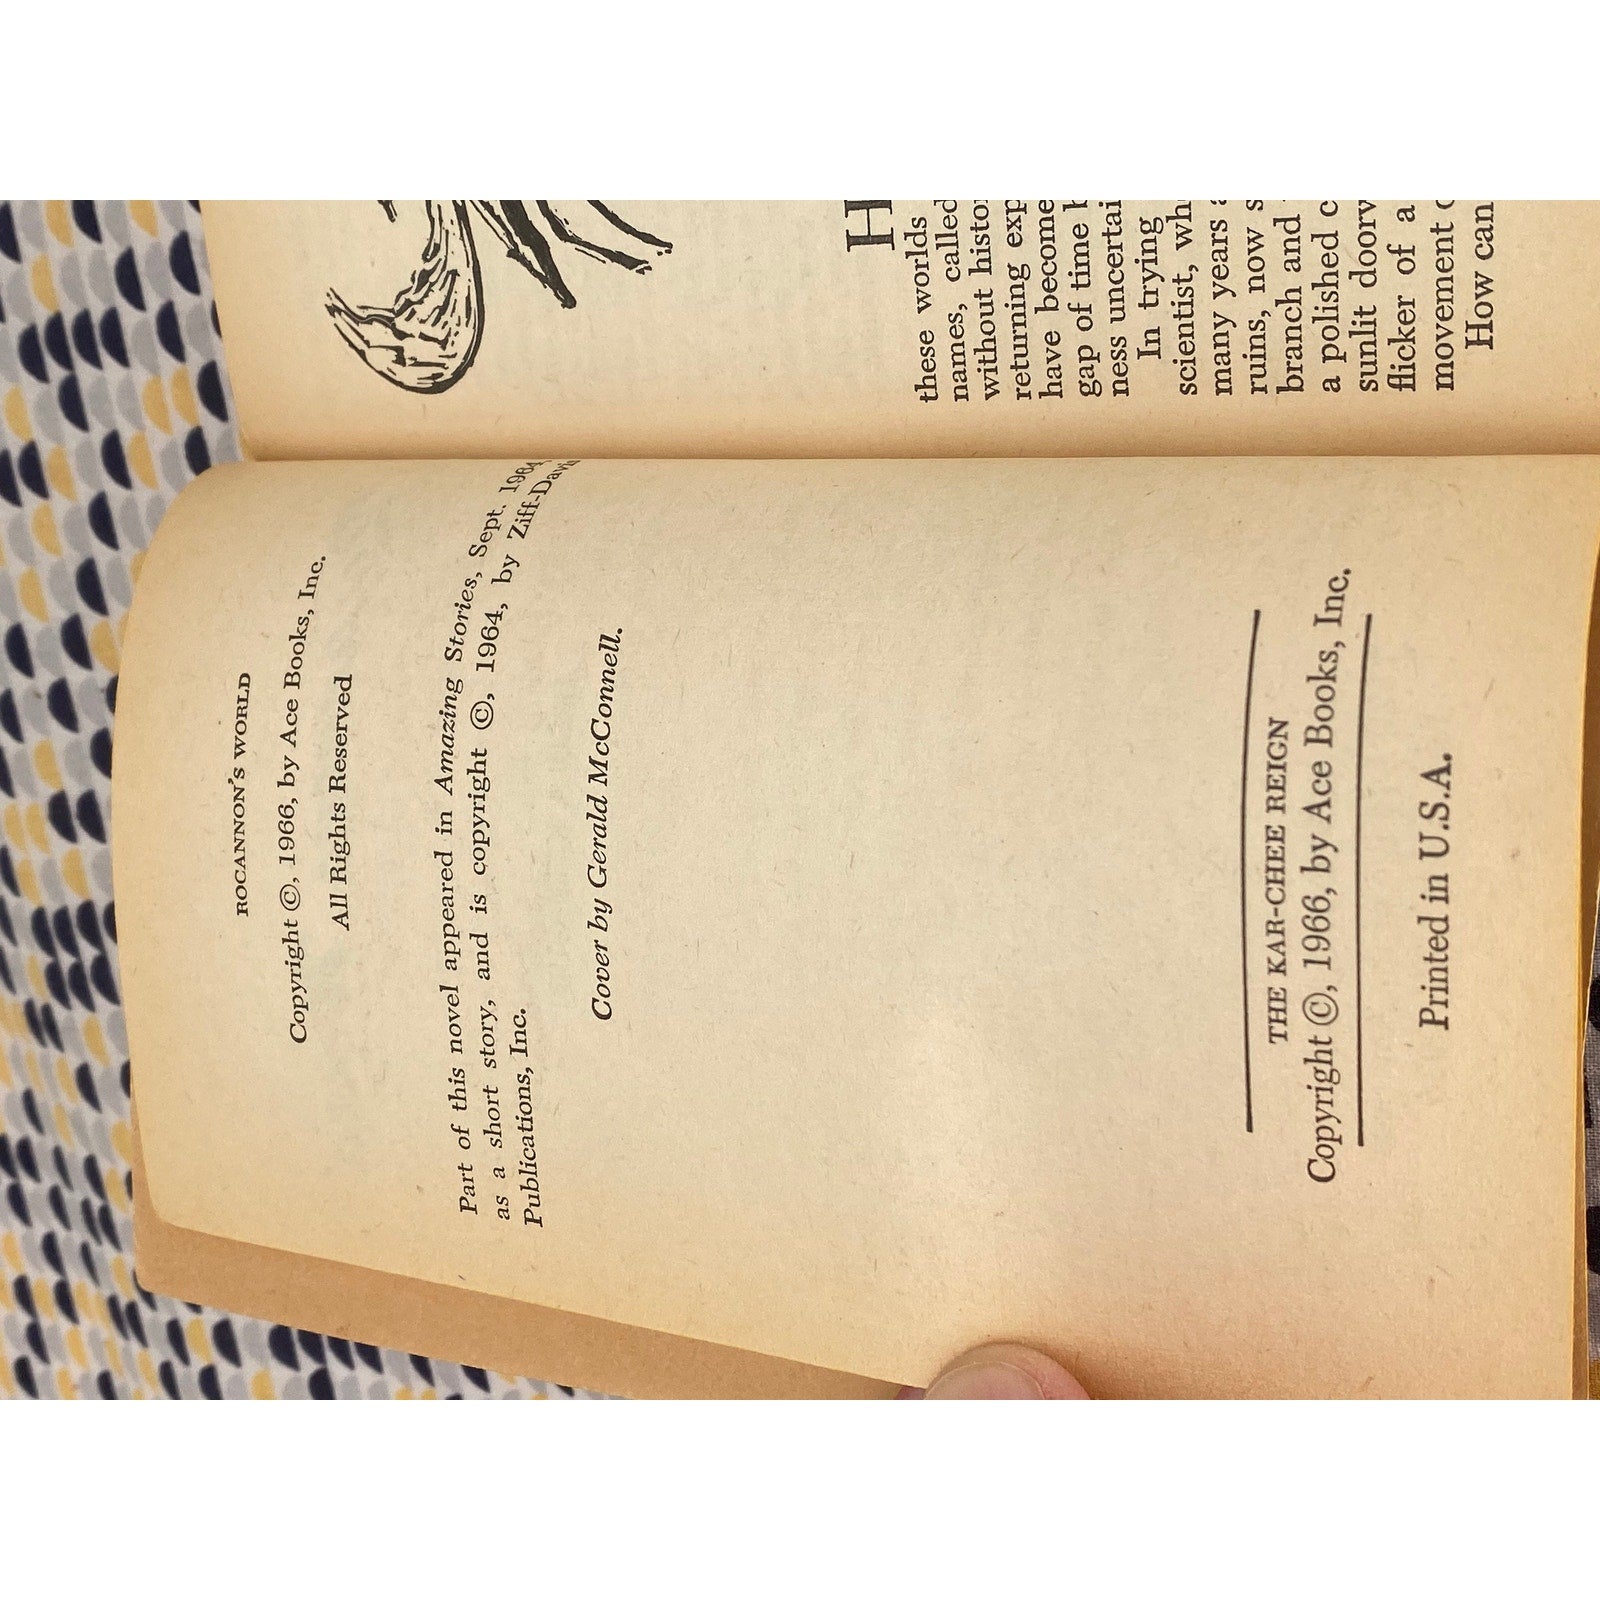 ROCANNON'S WORLD
Copyright ©, 1966, by Ace Books, Inc.
All Rights Reserved
Part of this novel appeared in Amazing Stories, Sept. 1964,
as a short story, and is copyright ©, 1964, by Ziff-Davis
Publications, Inc.
Cover by Gerald McConnell.
THE KAR-CHEE REIGN
Copyright ©, 1966, by Ace Books, Inc.
Printed in U.S.A.
H
these worlds
names, called
without histo
returning exp
have become
gap of time
ness uncertai
In trying
scientist, wh
many years
ruins, now s
branch and
a polished c
sunlit doorv
flicker of a
movement
How can